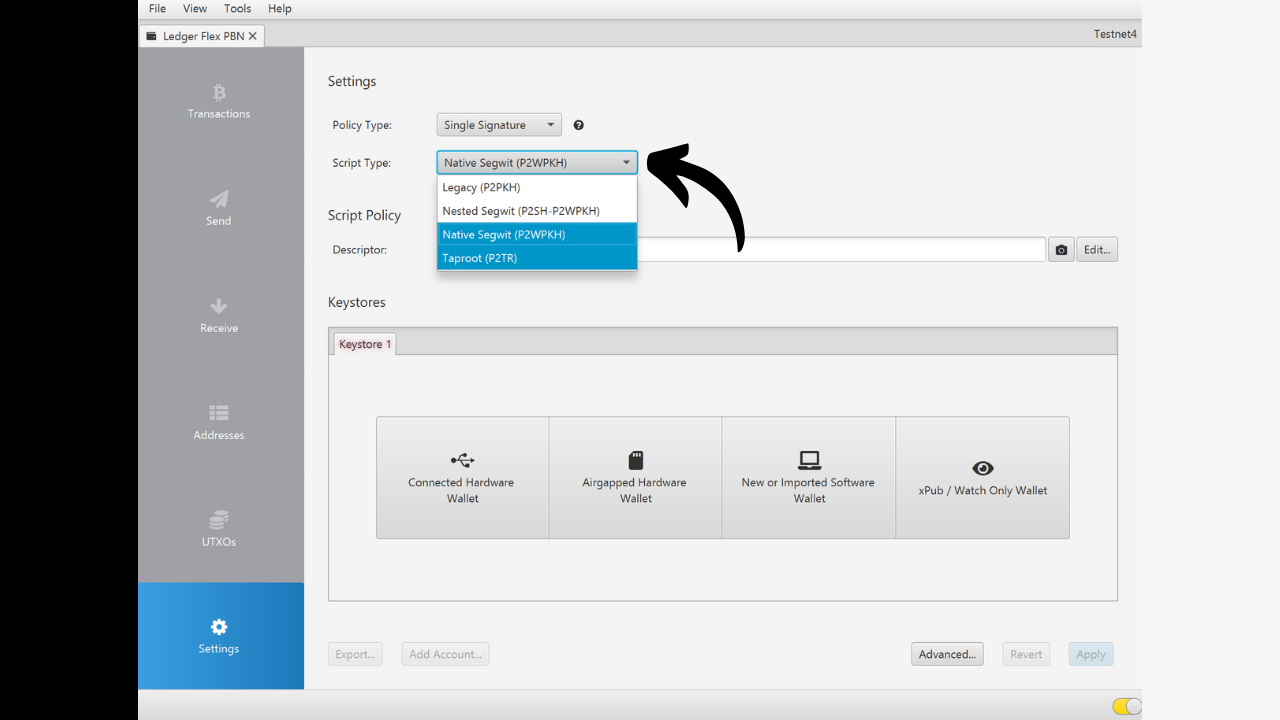 File View Tools Help
Ledger Flex PBN
Testnet4
Transactions
Send
Receive
Addresses
UTXOs
Settings
Settings
Policy Type: Single Signature
Script Type: Native Segwit (P2WPKH)
Legacy (P2PKH)
Nested Segwit (P2SH-P2WPKH)
Native Segwit (P2WPKH)
Taproot (P2TR)
Script Policy
Descriptor:
Edit...
Keystores
Keystore 1
Connected Hardware
Wallet
Airgapped Hardware
Wallet
New or Imported Software
Wallet
xPub / Watch Only Wallet
Export... Add Account... Advanced... Revert Apply